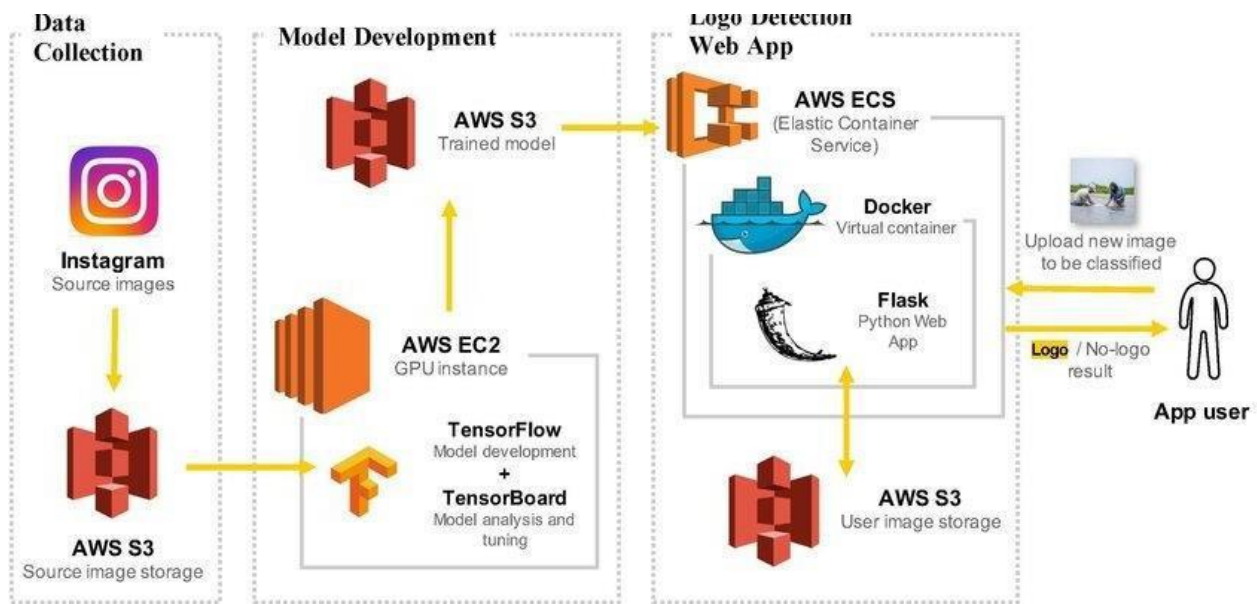 Data
Collection
Instagram
Source images
AWS S3
Source image storage
Model Development
AWS S3
Trained model
AWS EC2
GPU instance
TensorFlow
Model development
+
TensorBoard
Model analysis and
tuning
Logo Detection
Web App
AWS ECS
(Elastic Container
Service)
Docker
Virtual container
Flask
Python Web
App
AWS S3
User image storage
Upload new image
to be classified
Logo / No-logo
result
App user